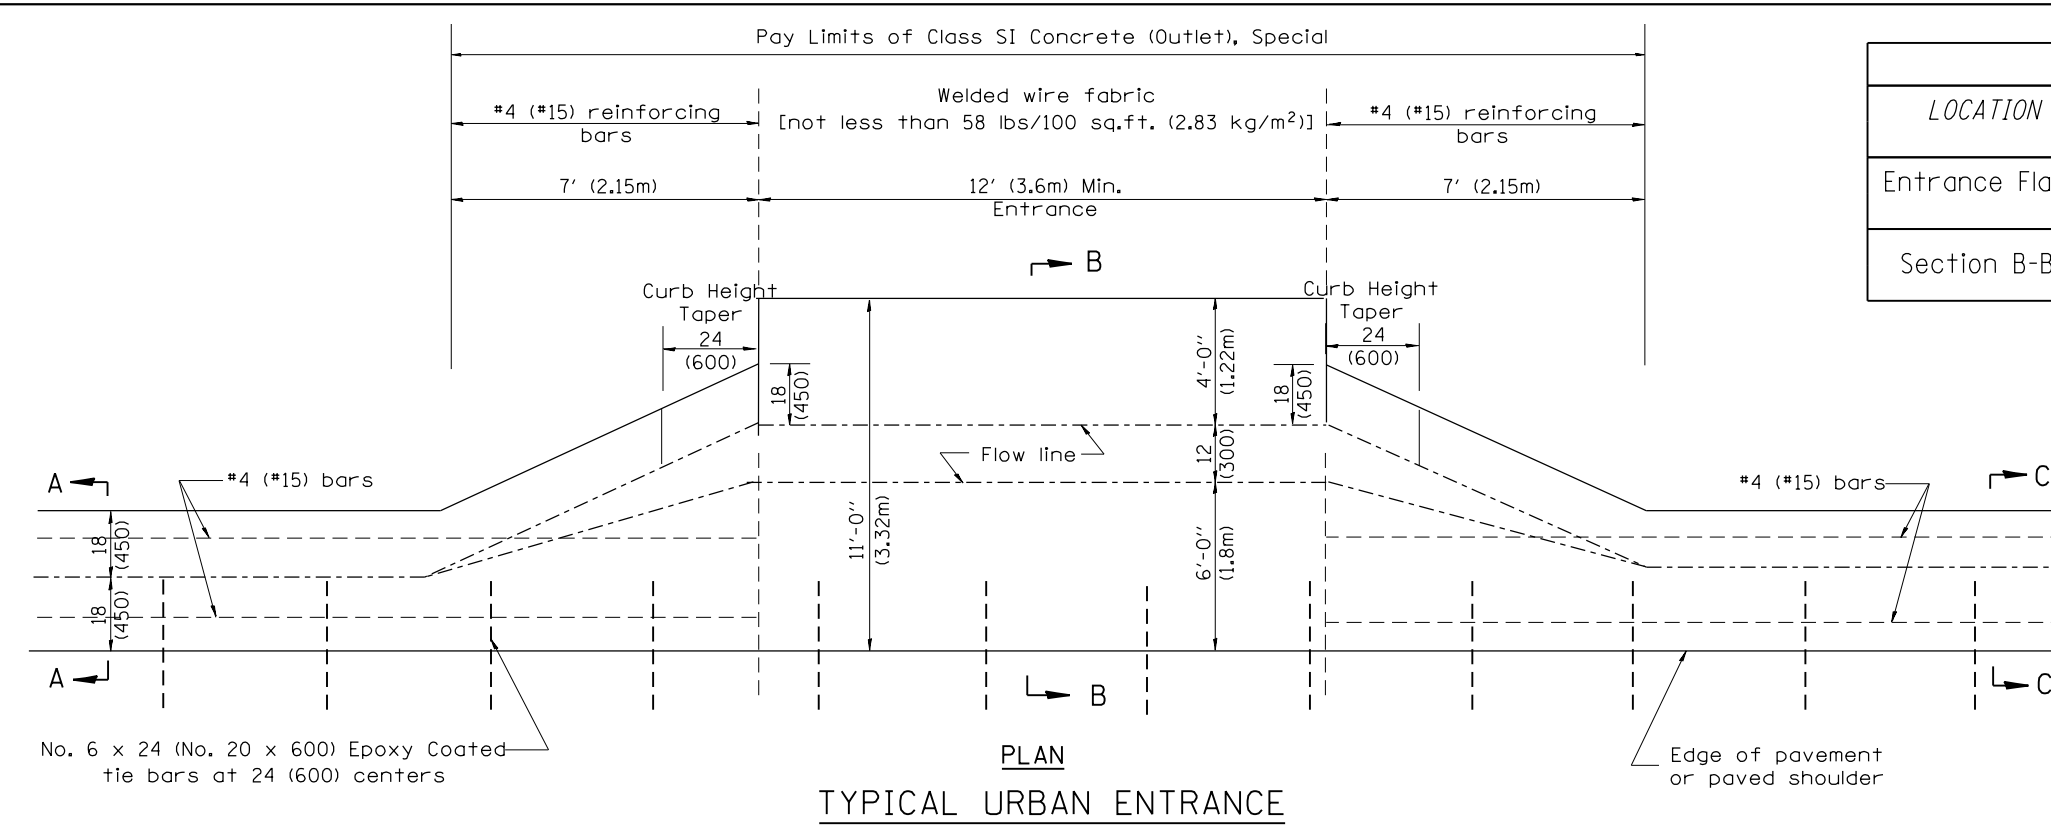 Pay Limits of Class SI Concrete (Outlet), Special
#4 (#15) reinforcing
bars
Welded wire fabric
[not less than 58 lbs/100 sq.ft. (2.83 kg/m²)]
#4 (#15) reinforcing
bars
7' (2.15m)
12' (3.6m) Min.
Entrance
7' (2.15m)
LOCATION
Entrance Fla
Section B-B
B
Curb Height
Taper
24
(600)
Curb Height
Taper
24
(600)
18
(450)
4'-0''
(1.22m)
18
(450)
Flow line
12
(300)
A
#4 (#15) bars
#4 (#15) bars
C
18
(450)
11'-0''
(3.32m)
6'-0''
(1.8m)
18
(450)
A
B
C
No. 6 x 24 (No. 20 x 600) Epoxy Coated
tie bars at 24 (600) centers
Edge of pavement
or paved shoulder
PLAN
TYPICAL URBAN ENTRANCE